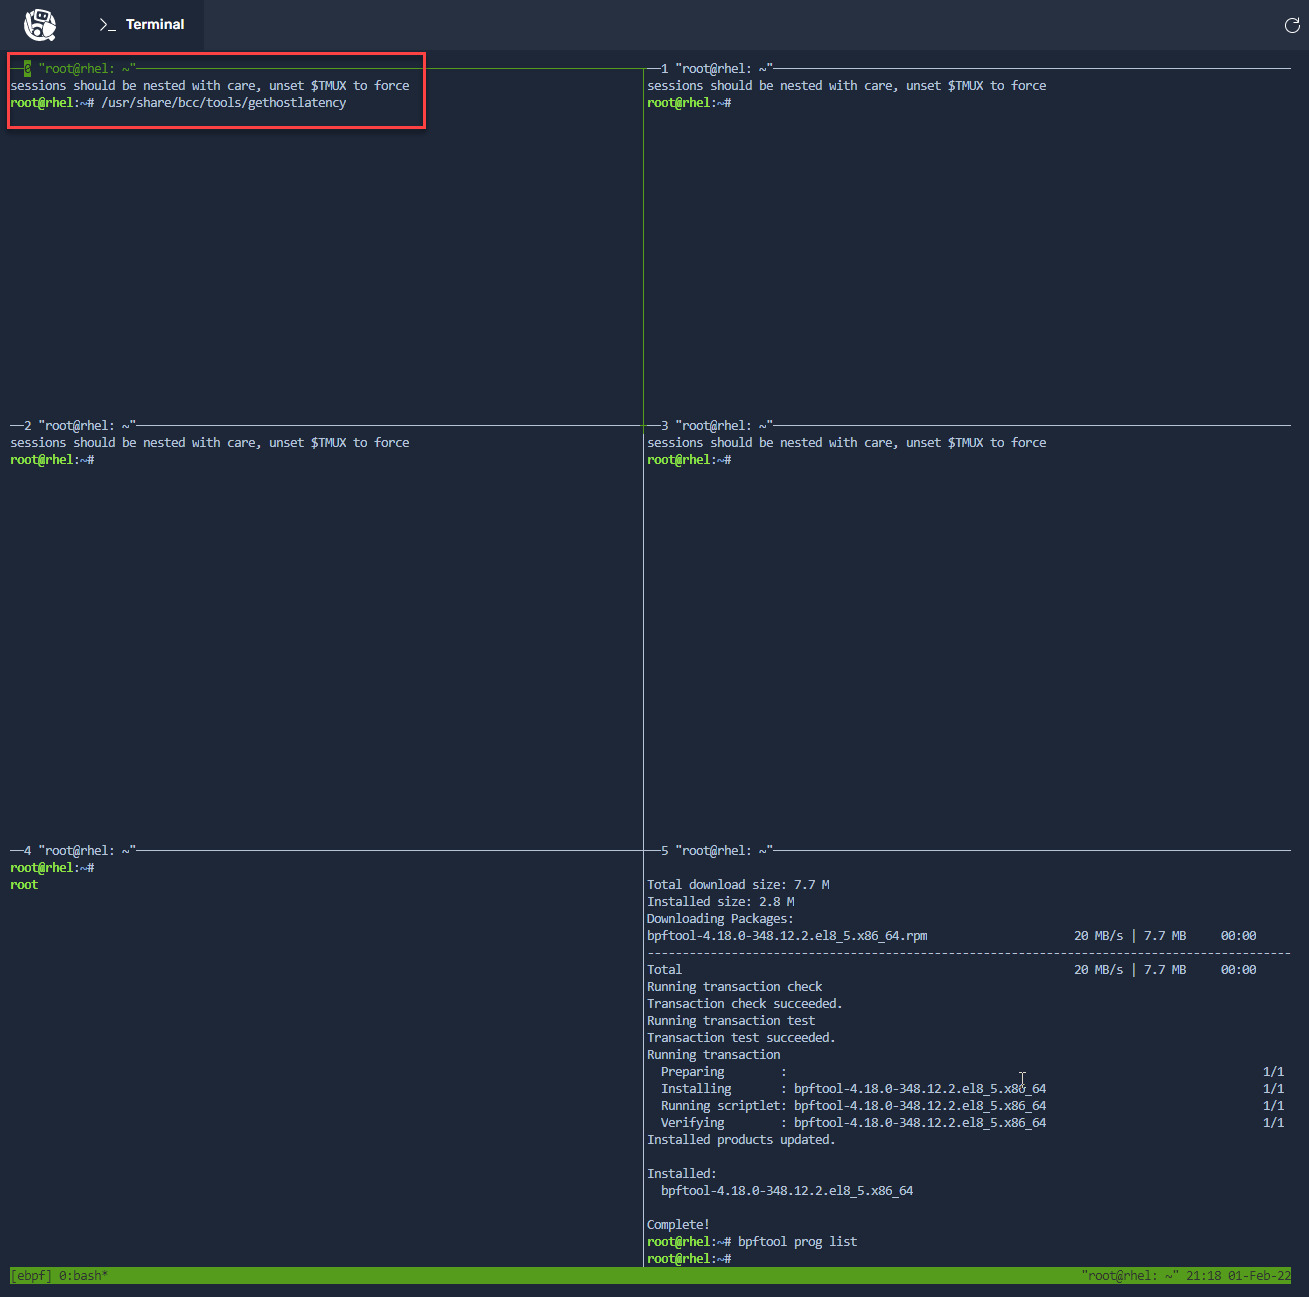 >_ Terminal
0 "root@rhel: ~"
sessions should be nested with care, unset $TMUX to force
root@rhel:~# /usr/share/bcc/tools/gethostlatency
1 "root@rhel: ~"
sessions should be nested with care, unset $TMUX to force
root@rhel:~#
2 "root@rhel: ~"
sessions should be nested with care, unset $TMUX to force
root@rhel:~#
3 "root@rhel: ~"
sessions should be nested with care, unset $TMUX to force
root@rhel:~#
4 "root@rhel: ~"
root@rhel:~#
root
5 "root@rhel: ~"
Total download size: 7.7 M
Installed size: 2.8 M
Downloading Packages:
bpftool-4.18.0-348.12.2.el8_5.x86_64.rpm 20 MB/s | 7.7 MB 00:00
--------------------------------------------------------------------------------------------
Total 20 MB/s | 7.7 MB 00:00
Running transaction check
Transaction check succeeded.
Running transaction test
Transaction test succeeded.
Running transaction
Preparing : 1/1
Installing : bpftool-4.18.0-348.12.2.el8_5.x86_64 1/1
Running scriptlet: bpftool-4.18.0-348.12.2.el8_5.x86_64 1/1
Verifying : bpftool-4.18.0-348.12.2.el8_5.x86_64 1/1
Installed products updated.
Installed:
bpftool-4.18.0-348.12.2.el8_5.x86_64
Complete!
root@rhel:~# bpftool prog list
root@rhel:~#
[ebpf] 0:bash* "root@rhel: ~" 21:18 01-Feb-22